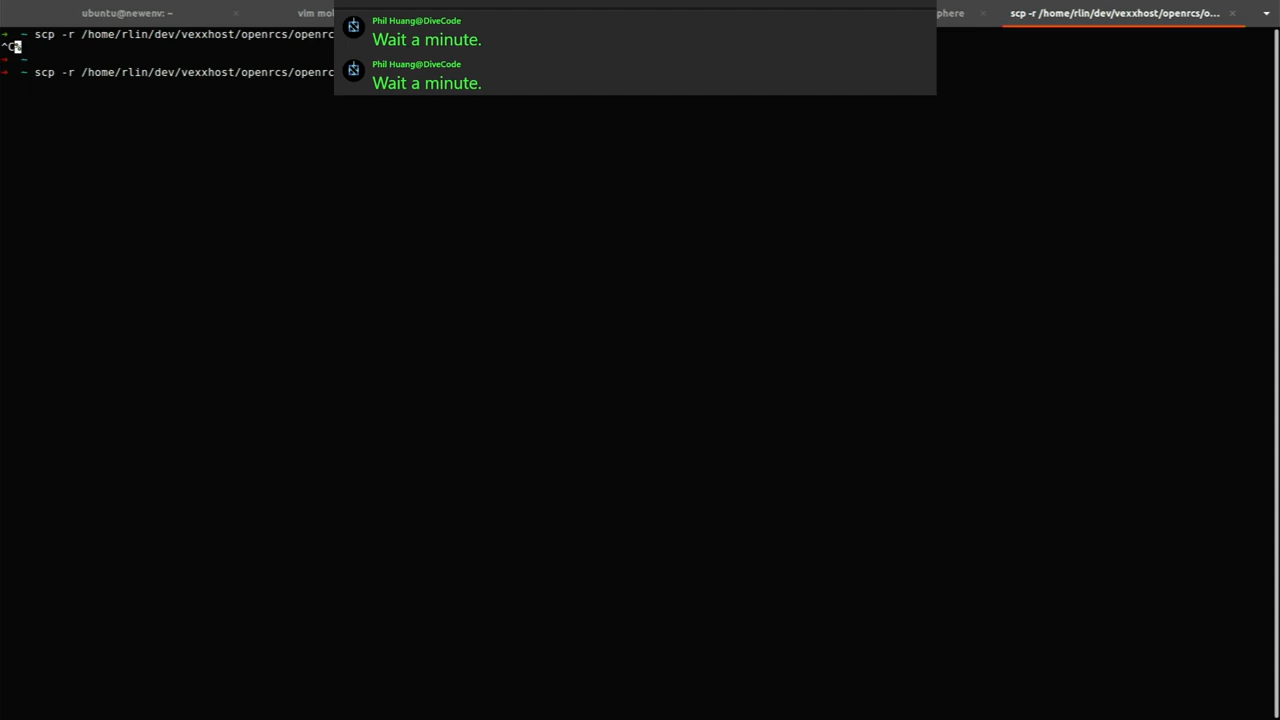 ubuntu@newenv: ~ × vim mol phere × scp -r /home/rlin/dev/vexxhost/openrcs/o... ×
➜ ~ scp -r /home/rlin/dev/vexxhost/openrcs/openrc
^C%
➜ ~
➜ ~ scp -r /home/rlin/dev/vexxhost/openrcs/openrc
Phil Huang@DiveCode
Wait a minute.
Phil Huang@DiveCode
Wait a minute.